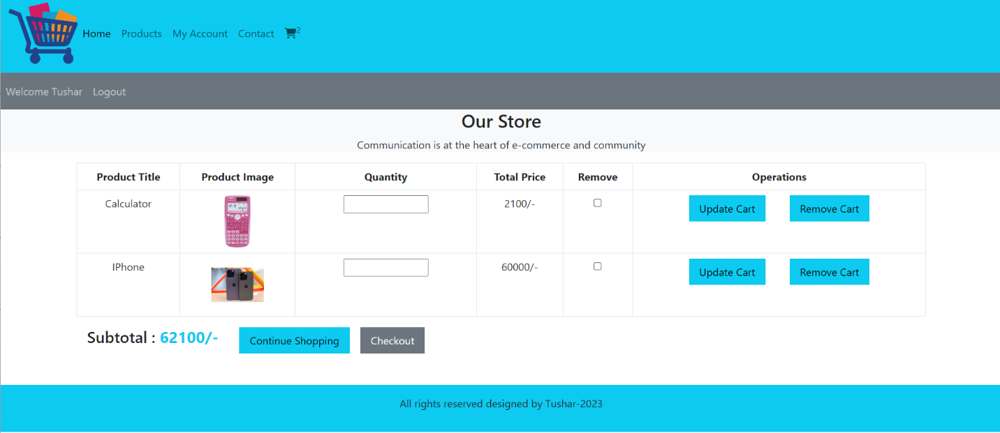 Home Products My Account Contact 2
Welcome Tushar Logout
Our Store
Communication is at the heart of e-commerce and community
Product Title Product Image Quantity Total Price Remove Operations
Calculator 2100/- Update Cart Remove Cart
IPhone 60000/- Update Cart Remove Cart
Subtotal : 62100/- Continue Shopping Checkout
All rights reserved designed by Tushar-2023